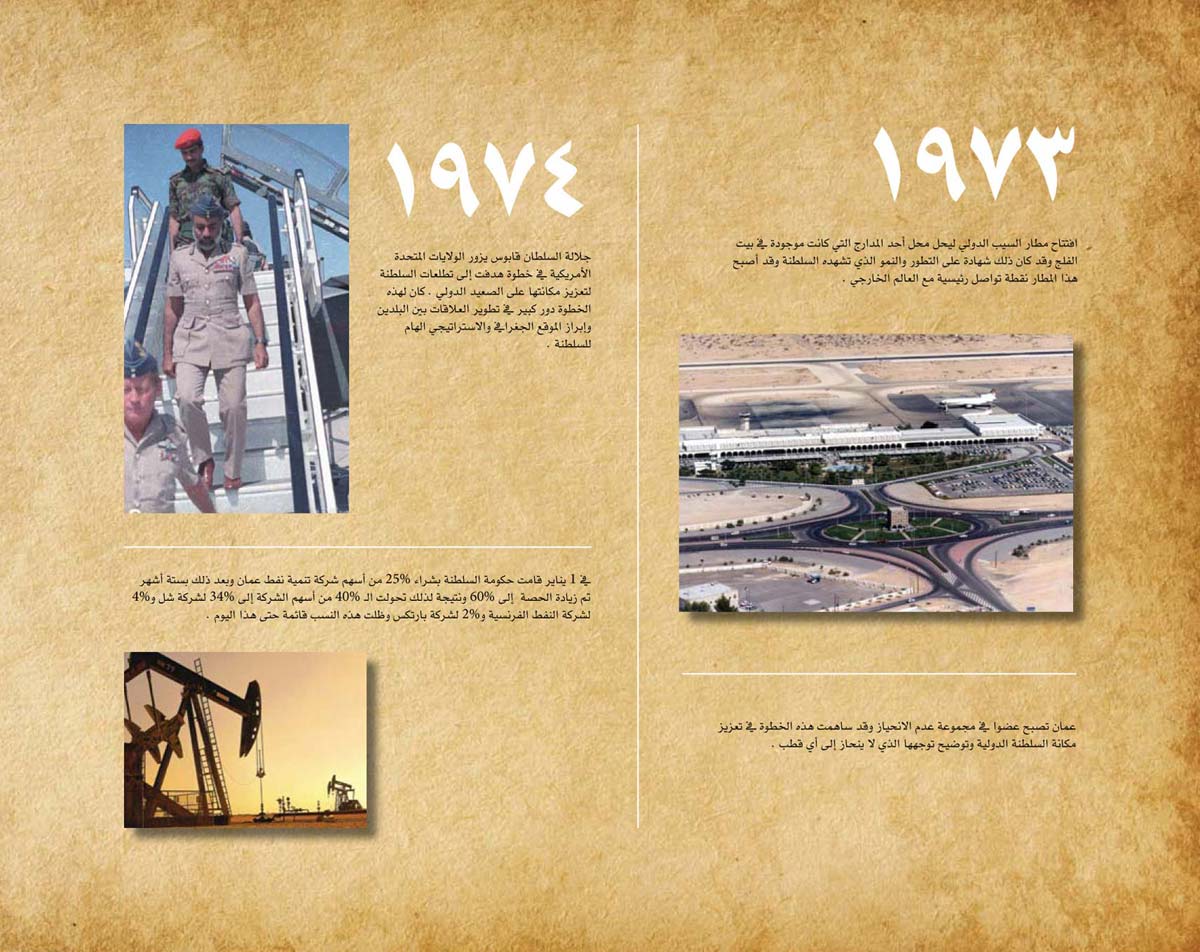 ١٩٧٣
افتتاح مطار السيب الدولي ليحل محل أحد المدارج التي كانت موجودة في بيت
الفلج وقد كان ذلك شهادة على التطور والنمو الذي تشهده السلطنة وقد أصبح
هذا المطار نقطة تواصل رئيسية مع العالم الخارجي .
عمان تصبح عضوا في مجموعة عدم الانحياز وقد ساهمت هذه الخطوة في تعزيز
مكانة السلطنة الدولية وتوضيح توجهها الذي لا ينحاز إلى أي قطب .
١٩٧٤
جلالة السلطان قابوس يزور الولايات المتحدة
الأمريكية في خطوة هدفت إلى تطلعات السلطنة
لتعزيز مكانتها على الصعيد الدولي . كان لهذه
الخطوة دور كبير في تطوير العلاقات بين البلدين
وإبراز الموقع الجغرافي والاستراتيجي الهام
للسلطنة .
في 1 يناير قامت حكومة السلطنة بشراء 25% من أسهم شركة تنمية نفط عمان وبعد ذلك بستة أشهر
تم زيادة الحصة إلى 60% ونتيجة لذلك تحولت الـ 40% من أسهم الشركة إلى 34% لشركة شل و4%
لشركة النفط الفرنسية و2% لشركة بارتكس وظلت هذه النسب قائمة حتى هذا اليوم .